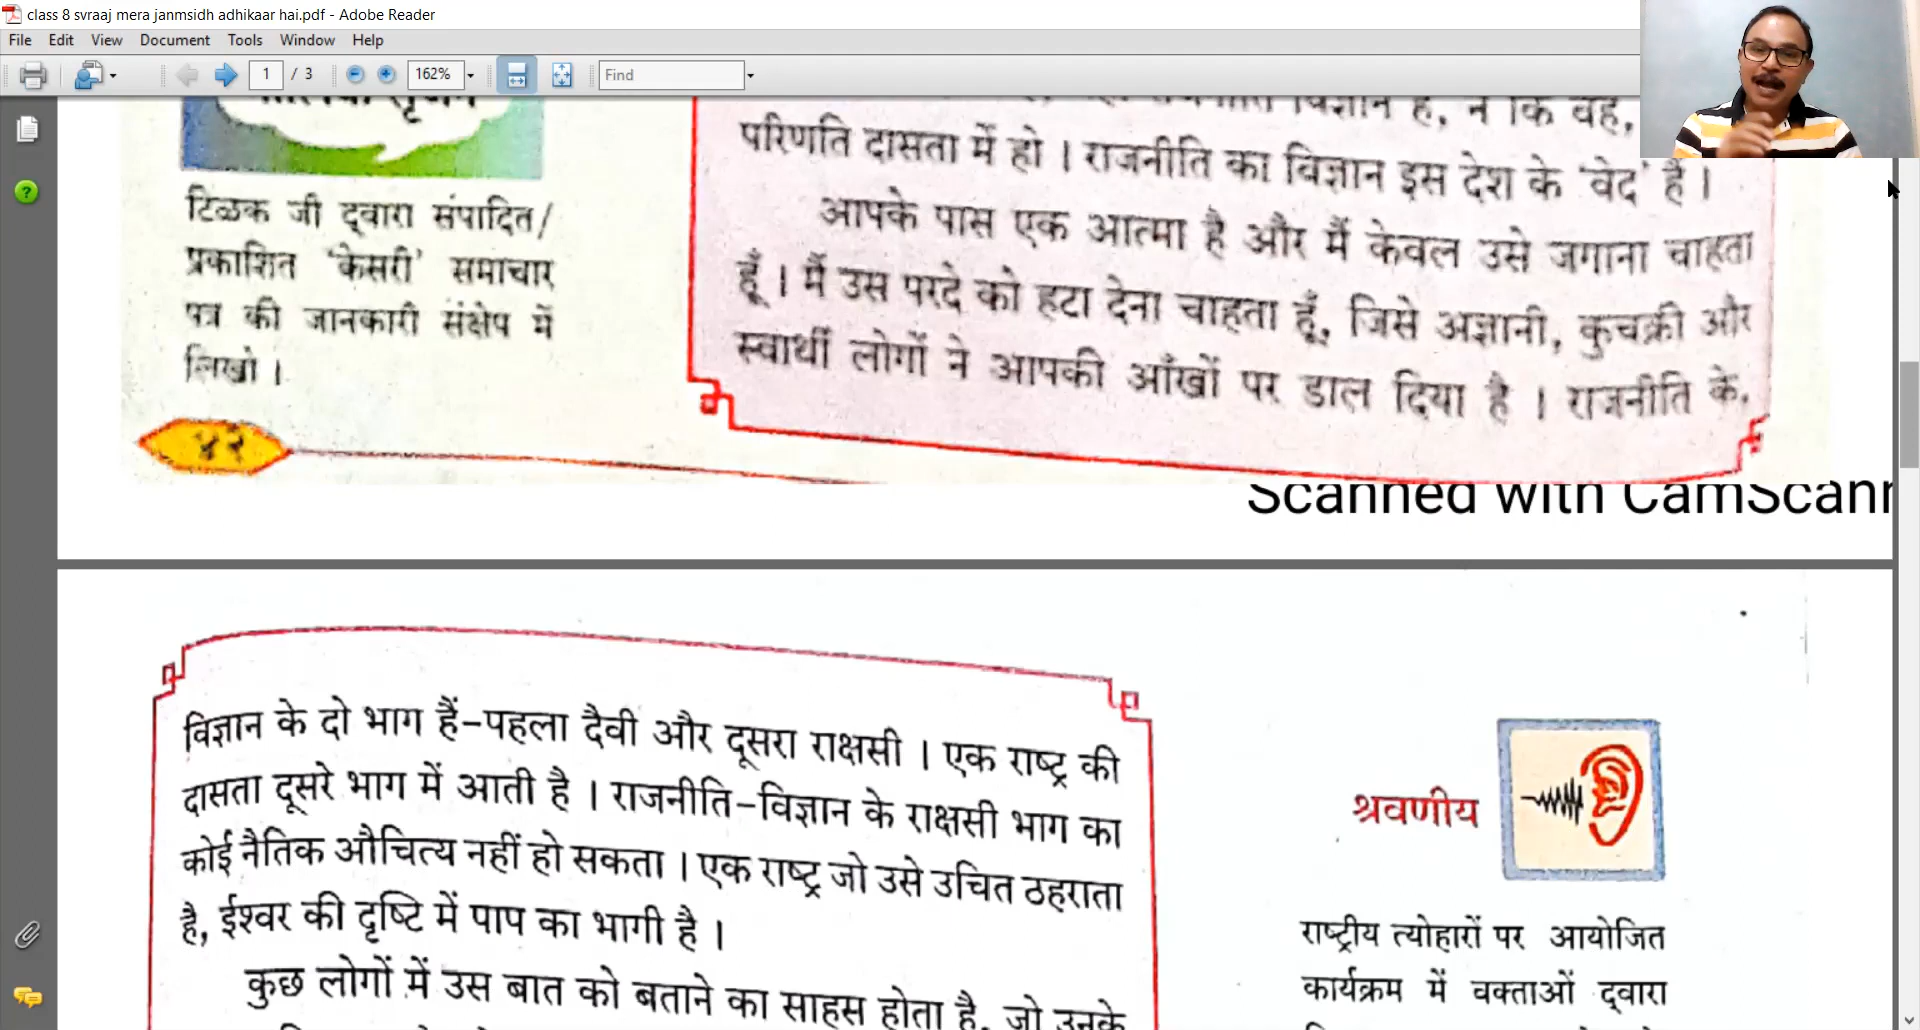 class 8 svraaj mera janmsidh adhikaar hai.pdf - Adobe Reader
File Edit View Document Tools Window Help
1 / 3 162% Find
टिळक जी द्वारा संपादित/
प्रकाशित 'केसरी' समाचार
पत्र की जानकारी संक्षेप में
लिखो ।
४२
विज्ञान है, न कि वह,
परिणति दासता में हो । राजनीति का विज्ञान इस देश के 'वेद' हैं ।
आपके पास एक आत्मा है और मैं केवल उसे जगाना चाहता
हूँ । मैं उस परदे को हटा देना चाहता हूँ, जिसे अज्ञानी, कुचक्री और
स्वार्थी लोगों ने आपकी आँखों पर डाल दिया है । राजनीति के
Scanned with CamScann
विज्ञान के दो भाग हैं-पहला दैवी और दूसरा राक्षसी । एक राष्ट्र की
दासता दूसरे भाग में आती है । राजनीति-विज्ञान के राक्षसी भाग का
कोई नैतिक औचित्य नहीं हो सकता । एक राष्ट्र जो उसे उचित ठहराता
है, ईश्वर की दृष्टि में पाप का भागी है ।
कुछ लोगों में उस बात को बताने का साहस होता है, जो उनके
श्रवणीय
राष्ट्रीय त्योहारों पर आयोजित
कार्यक्रम में वक्ताओं द्वारा